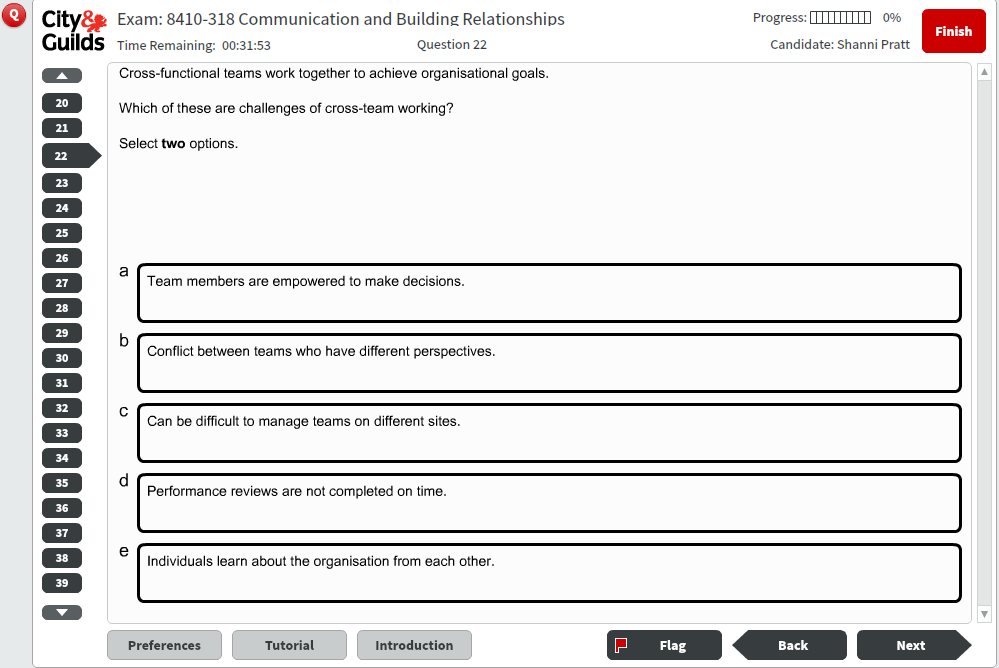 Q
City&
Guilds
Exam: 8410-318 Communication and Building Relationships
Time Remaining: 00:31:53
Question 22
Progress: 0%
Candidate: Shanni Pratt
Finish
20
21
22
23
24
25
26
27
28
29
30
31
32
33
34
35
36
37
38
39
Cross-functional teams work together to achieve organisational goals.
Which of these are challenges of cross-team working?
Select two options.
a
Team members are empowered to make decisions.
b
Conflict between teams who have different perspectives.
c
Can be difficult to manage teams on different sites.
d
Performance reviews are not completed on time.
e
Individuals learn about the organisation from each other.
Preferences
Tutorial
Introduction
Flag
Back
Next